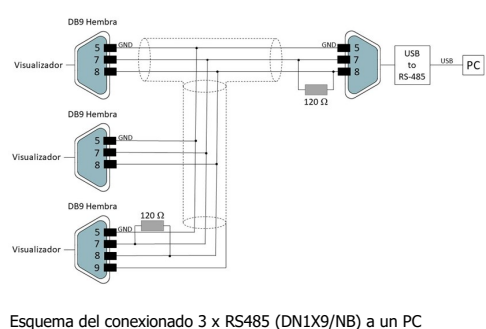 DB9 Hembra
Visualizador
5 GND
7
8
GND 5
7
8
120 Ω
USB
to
RS-485
USB
PC
DB9 Hembra
Visualizador
5 GND
7
8
DB9 Hembra
Visualizador
5 GND
7
8
9
120 Ω
Esquema del conexionado 3 x RS485 (DN1X9/NB) a un PC